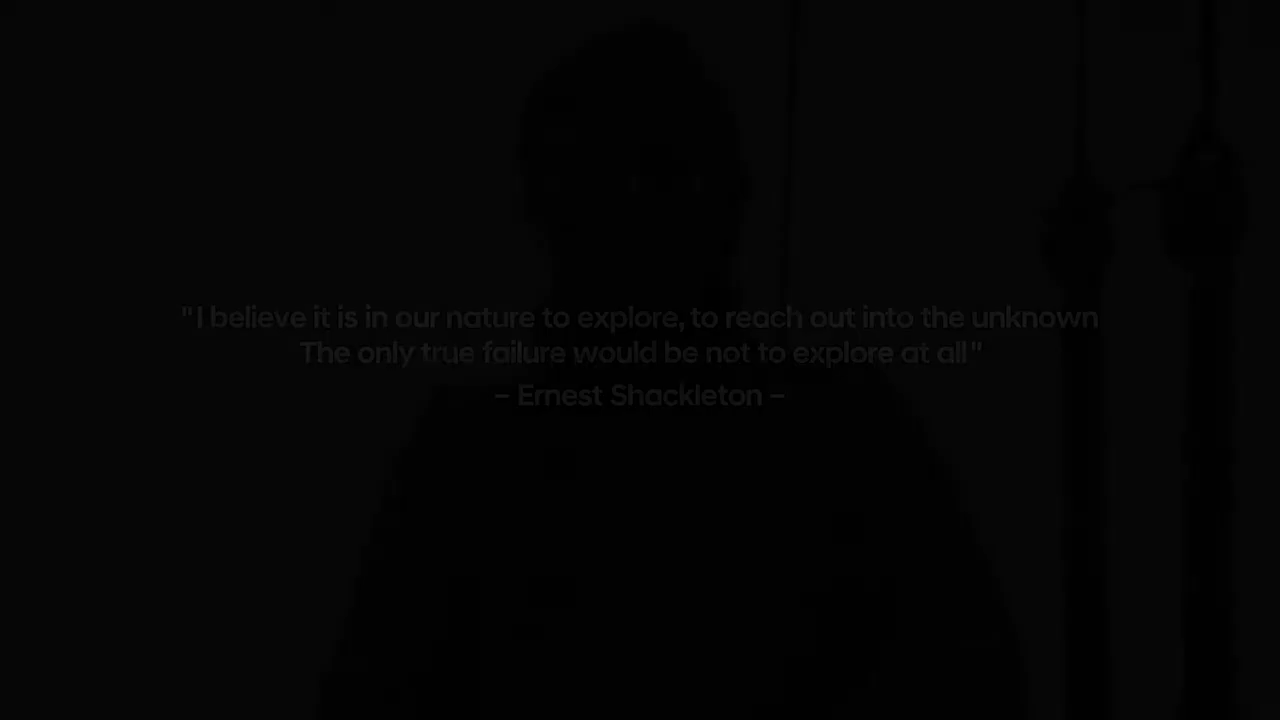 "I believe it is in our nature to explore, to reach out into the unknown
The only true failure would be not to explore at all"
– Ernest Shackleton –